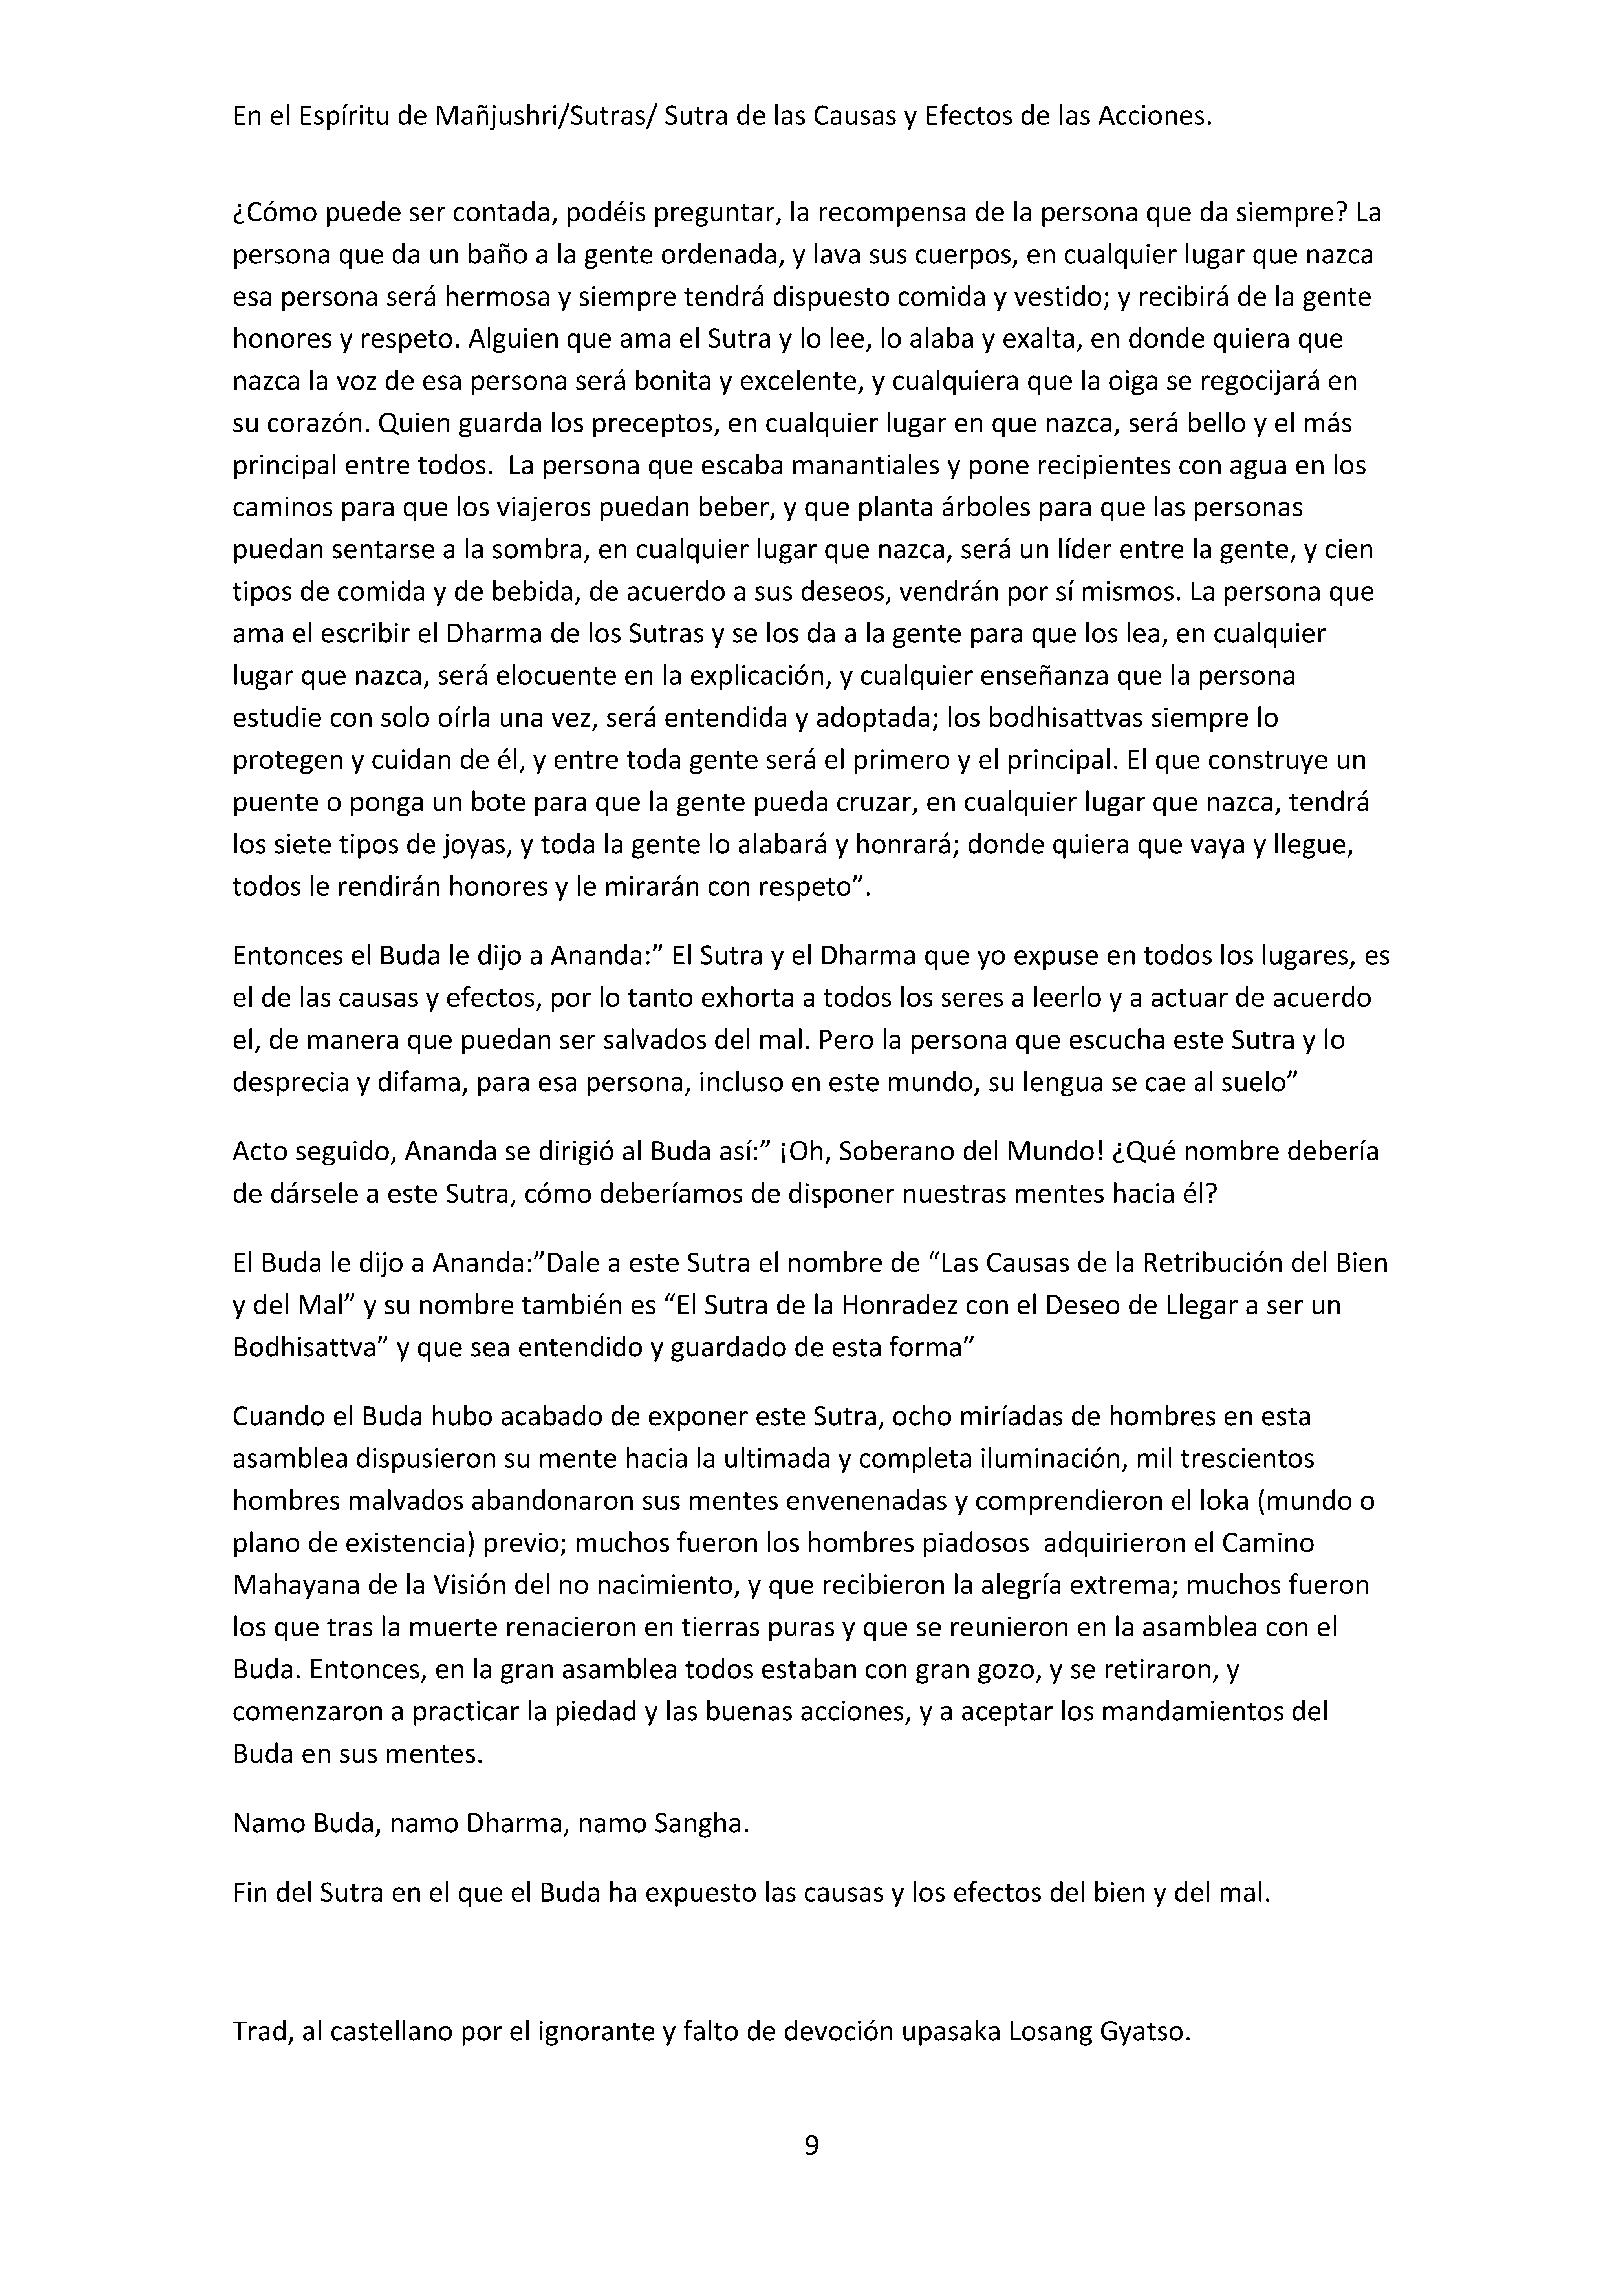 En el Espíritu de Mañjushri/Sutras/ Sutra de las Causas y Efectos de las Acciones.
¿Cómo puede ser contada, podéis preguntar, la recompensa de la persona que da siempre? La
persona que da un baño a la gente ordenada, y lava sus cuerpos, en cualquier lugar que nazca
esa persona será hermosa y siempre tendrá dispuesto comida y vestido; y recibirá de la gente
honores y respeto. Alguien que ama el Sutra y lo lee, lo alaba y exalta, en donde quiera que
nazca la voz de esa persona será bonita y excelente, y cualquiera que la oiga se regocijará en
su corazón. Quien guarda los preceptos, en cualquier lugar en que nazca, será bello y el más
principal entre todos.  La persona que escaba manantiales y pone recipientes con agua en los
caminos para que los viajeros puedan beber, y que planta árboles para que las personas
puedan sentarse a la sombra, en cualquier lugar que nazca, será un líder entre la gente, y cien
tipos de comida y de bebida, de acuerdo a sus deseos, vendrán por sí mismos. La persona que
ama el escribir el Dharma de los Sutras y se los da a la gente para que los lea, en cualquier
lugar que nazca, será elocuente en la explicación, y cualquier enseñanza que la persona
estudie con solo oírla una vez, será entendida y adoptada; los bodhisattvas siempre lo
protegen y cuidan de él, y entre toda gente será el primero y el principal. El que construye un
puente o ponga un bote para que la gente pueda cruzar, en cualquier lugar que nazca, tendrá
los siete tipos de joyas, y toda la gente lo alabará y honrará; donde quiera que vaya y llegue,
todos le rendirán honores y le mirarán con respeto”.
Entonces el Buda le dijo a Ananda:” El Sutra y el Dharma que yo expuse en todos los lugares, es
el de las causas y efectos, por lo tanto exhorta a todos los seres a leerlo y a actuar de acuerdo
el, de manera que puedan ser salvados del mal. Pero la persona que escucha este Sutra y lo
desprecia y difama, para esa persona, incluso en este mundo, su lengua se cae al suelo”
Acto seguido, Ananda se dirigió al Buda así:” ¡Oh, Soberano del Mundo! ¿Qué nombre debería
de dársele a este Sutra, cómo deberíamos de disponer nuestras mentes hacia él?
El Buda le dijo a Ananda:”Dale a este Sutra el nombre de “Las Causas de la Retribución del Bien
y del Mal” y su nombre también es “El Sutra de la Honradez con el Deseo de Llegar a ser un
Bodhisattva” y que sea entendido y guardado de esta forma”
Cuando el Buda hubo acabado de exponer este Sutra, ocho miríadas de hombres en esta
asamblea dispusieron su mente hacia la ultimada y completa iluminación, mil trescientos
hombres malvados abandonaron sus mentes envenenadas y comprendieron el loka (mundo o
plano de existencia) previo; muchos fueron los hombres piadosos  adquirieron el Camino
Mahayana de la Visión del no nacimiento, y que recibieron la alegría extrema; muchos fueron
los que tras la muerte renacieron en tierras puras y que se reunieron en la asamblea con el
Buda. Entonces, en la gran asamblea todos estaban con gran gozo, y se retiraron, y
comenzaron a practicar la piedad y las buenas acciones, y a aceptar los mandamientos del
Buda en sus mentes.
Namo Buda, namo Dharma, namo Sangha.
Fin del Sutra en el que el Buda ha expuesto las causas y los efectos del bien y del mal.
Trad, al castellano por el ignorante y falto de devoción upasaka Losang Gyatso.
9